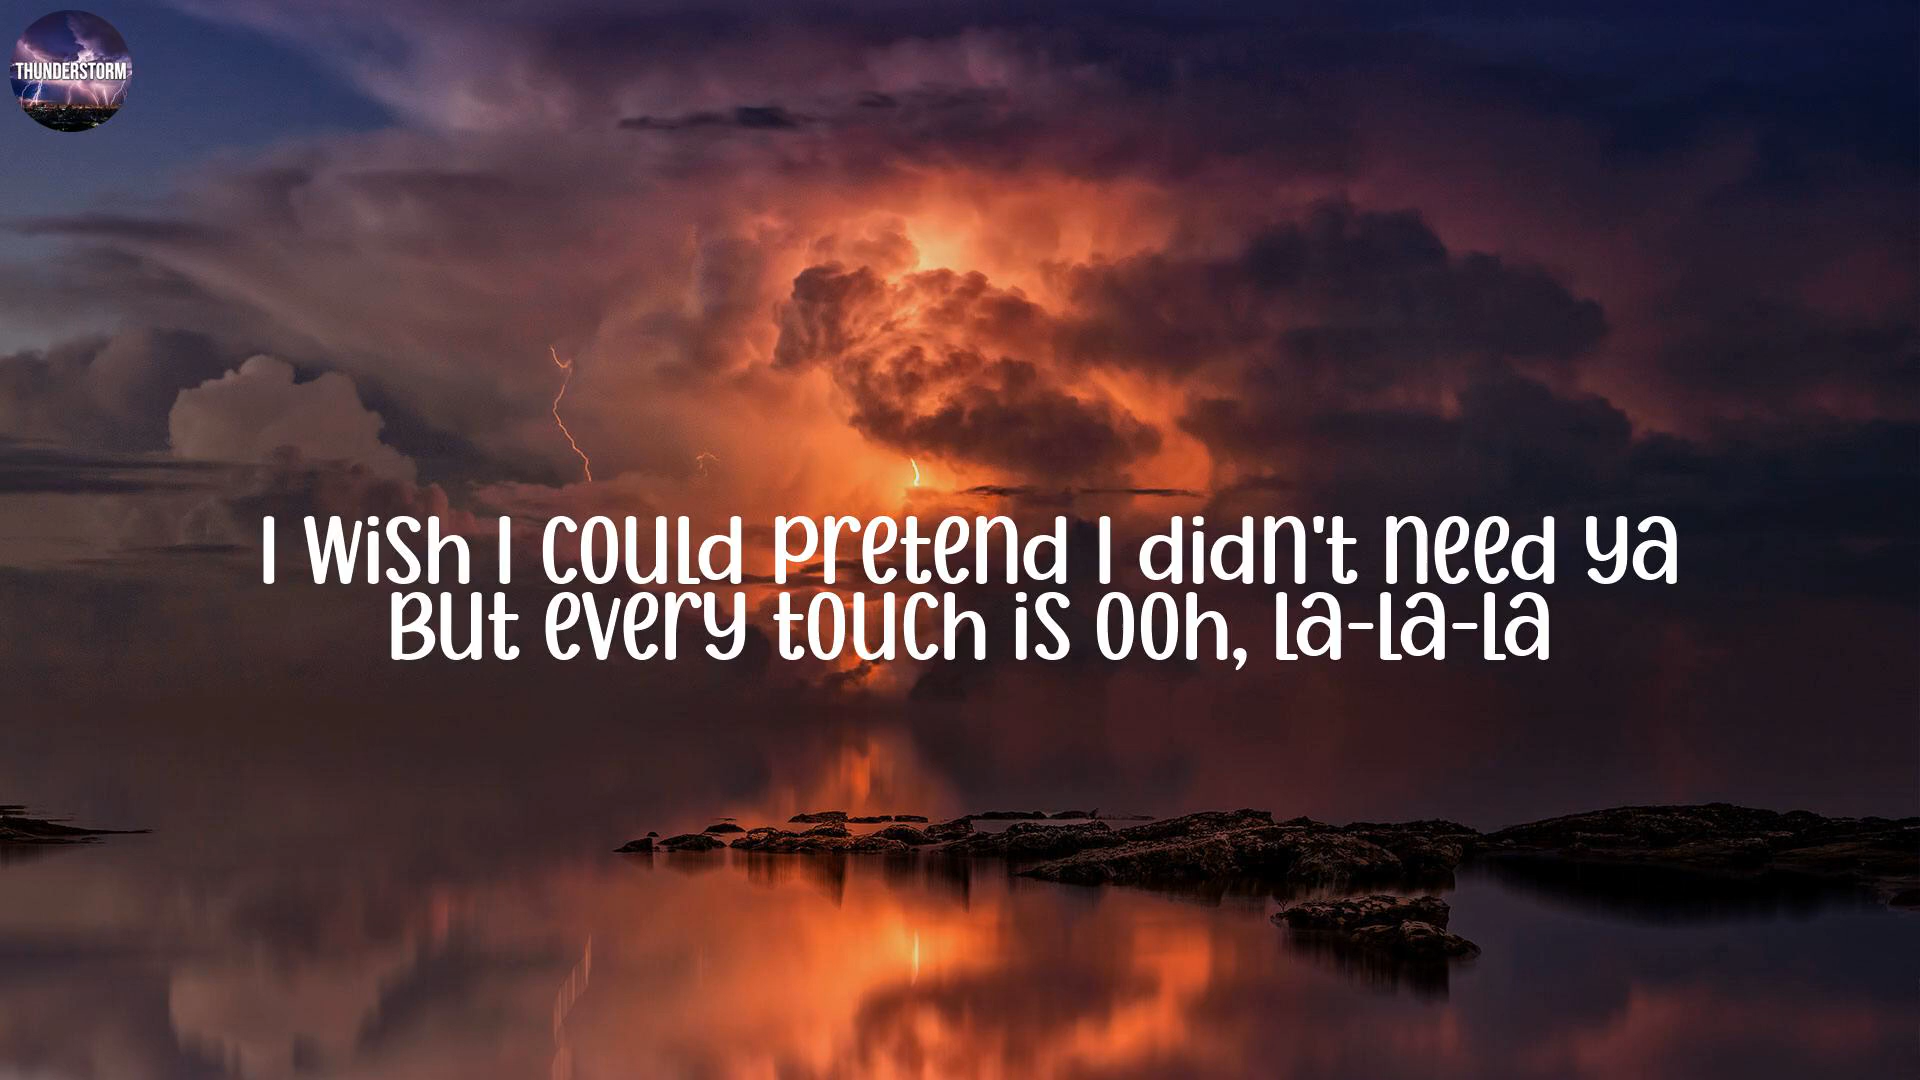 THUNDERSTORM
I wish I could pretend I didn't need ya
But every touch is ooh, la-la-la